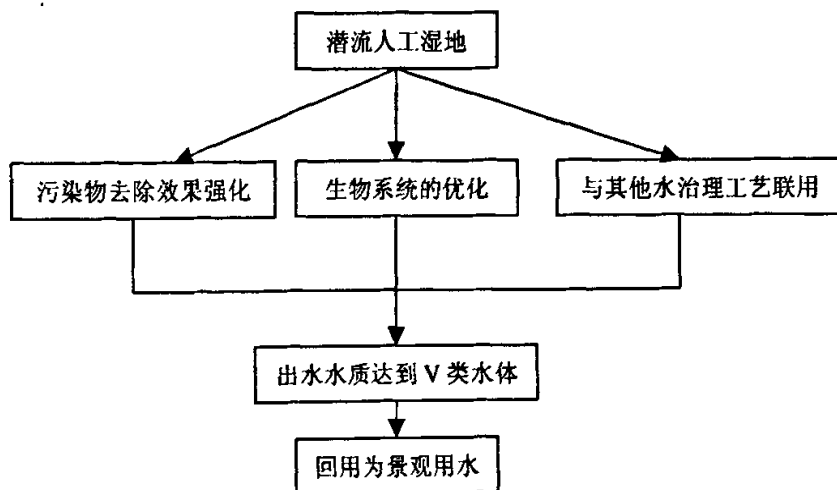 潜流人工湿地
污染物去除效果强化
生物系统的优化
与其他水治理工艺联用
出水水质达到 V 类水体
回用为景观用水